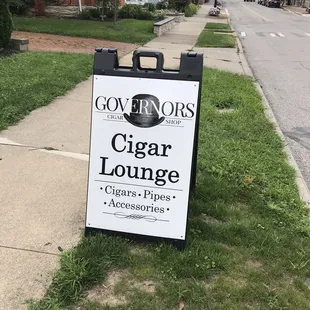 GOVERNORS
CIGAR SHOP
Cigar
Lounge
• Cigars • Pipes •
• Accessories •